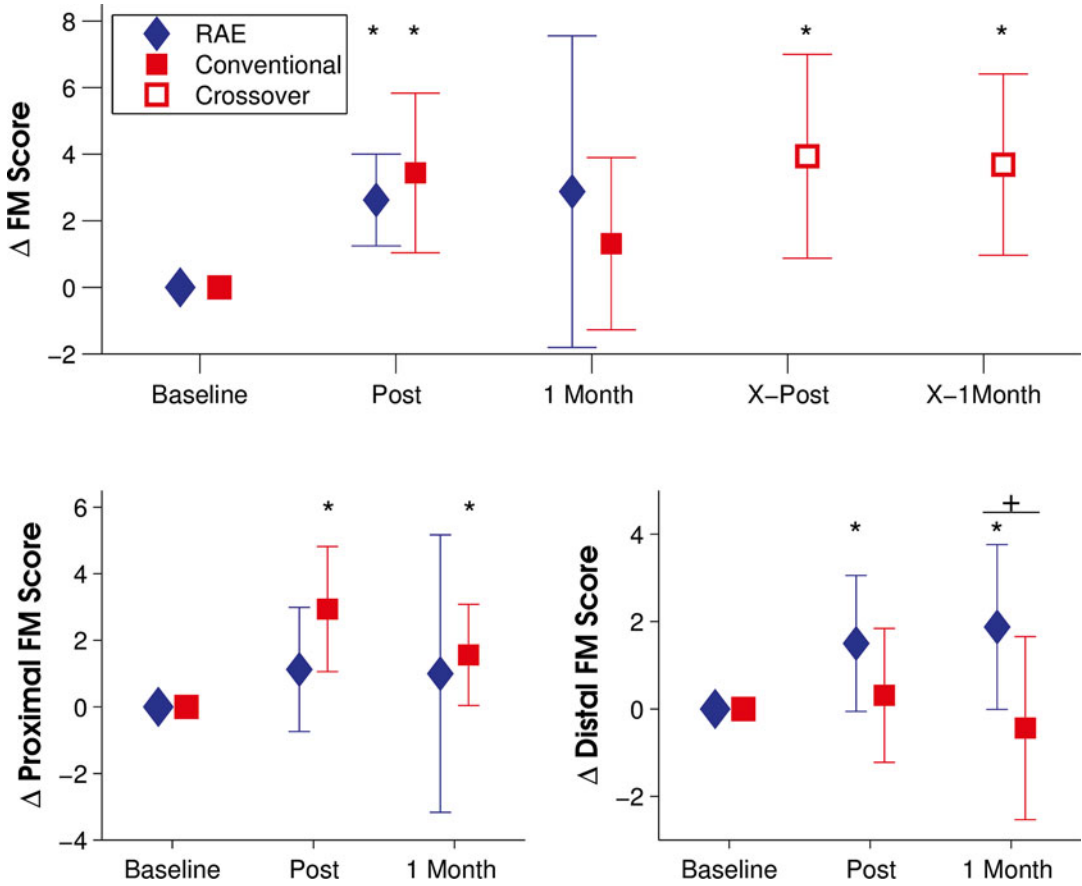 8
* * * *
RAE
Conventional
Crossover
6
4
2
0
−2
Δ FM Score
Baseline Post 1 Month X−Post X−1Month
6
* *
4
2
0
−2
−4
Δ Proximal FM Score
Baseline Post 1 Month
+
* *
4
2
0
−2
Δ Distal FM Score
Baseline Post 1 Month